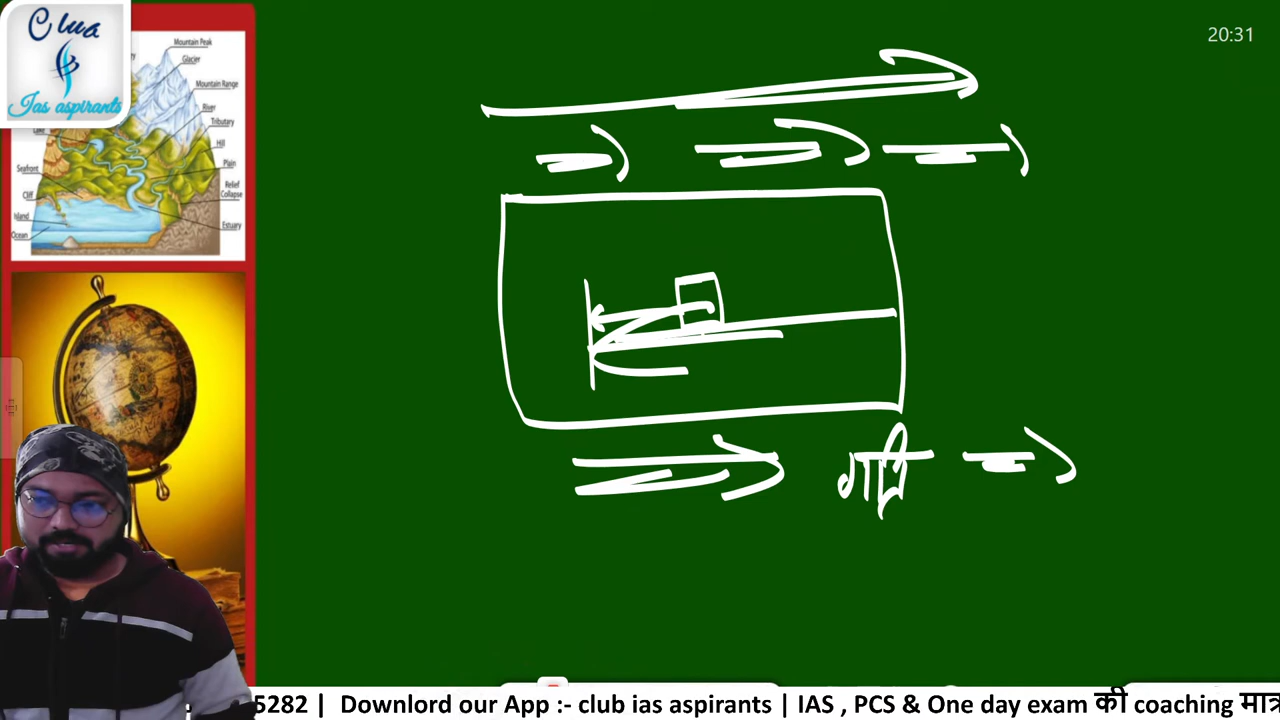 Clua
Ias aspirants
20:31
Mountain Peak
Glacier
Mountain Range
River
Tributary
Hill
Lake
Plain
Seafront
Relief
Collapse
Cliff
Island
Estuary
Ocean
गति
5282 | Downlord our App :- club ias aspirants | IAS , PCS & One day exam की coaching मात्र